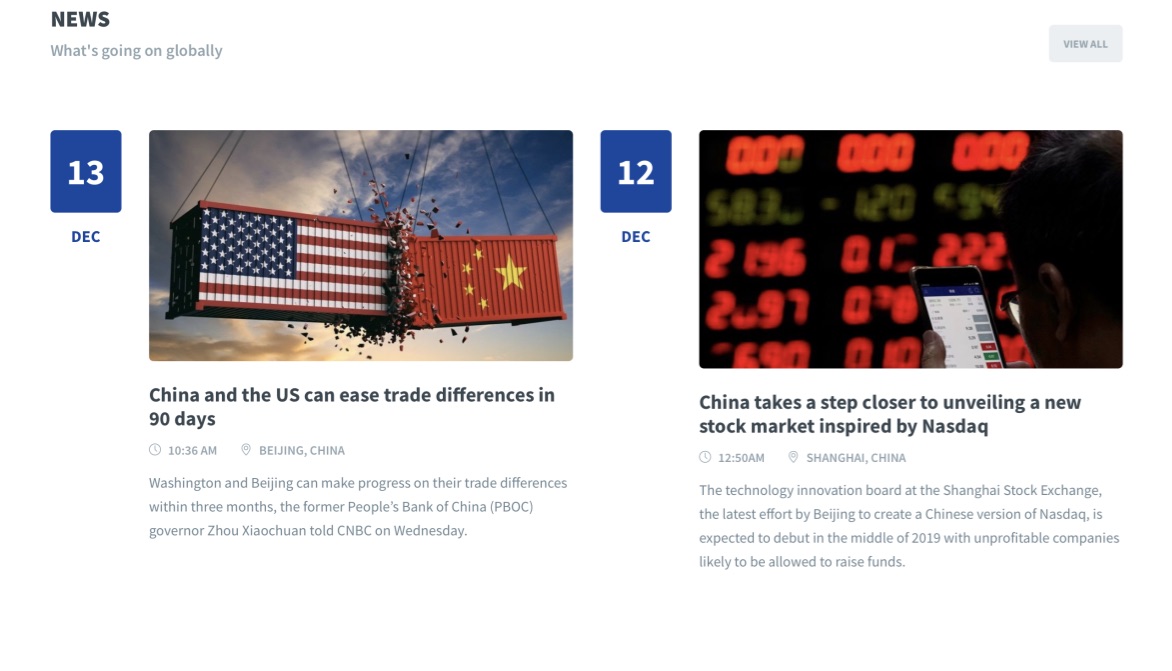 NEWS
What's going on globally
VIEW ALL
13
DEC
China and the US can ease trade differences in
90 days
10:36 AM
BEIJING, CHINA
Washington and Beijing can make progress on their trade differences
within three months, the former People’s Bank of China (PBOC)
governor Zhou Xiaochuan told CNBC on Wednesday.
12
DEC
000 000
2 196
222
China takes a step closer to unveiling a new
stock market inspired by Nasdaq
12:50AM
SHANGHAI, CHINA
The technology innovation board at the Shanghai Stock Exchange,
the latest effort by Beijing to create a Chinese version of Nasdaq, is
expected to debut in the middle of 2019 with unprofitable companies
likely to be allowed to raise funds.